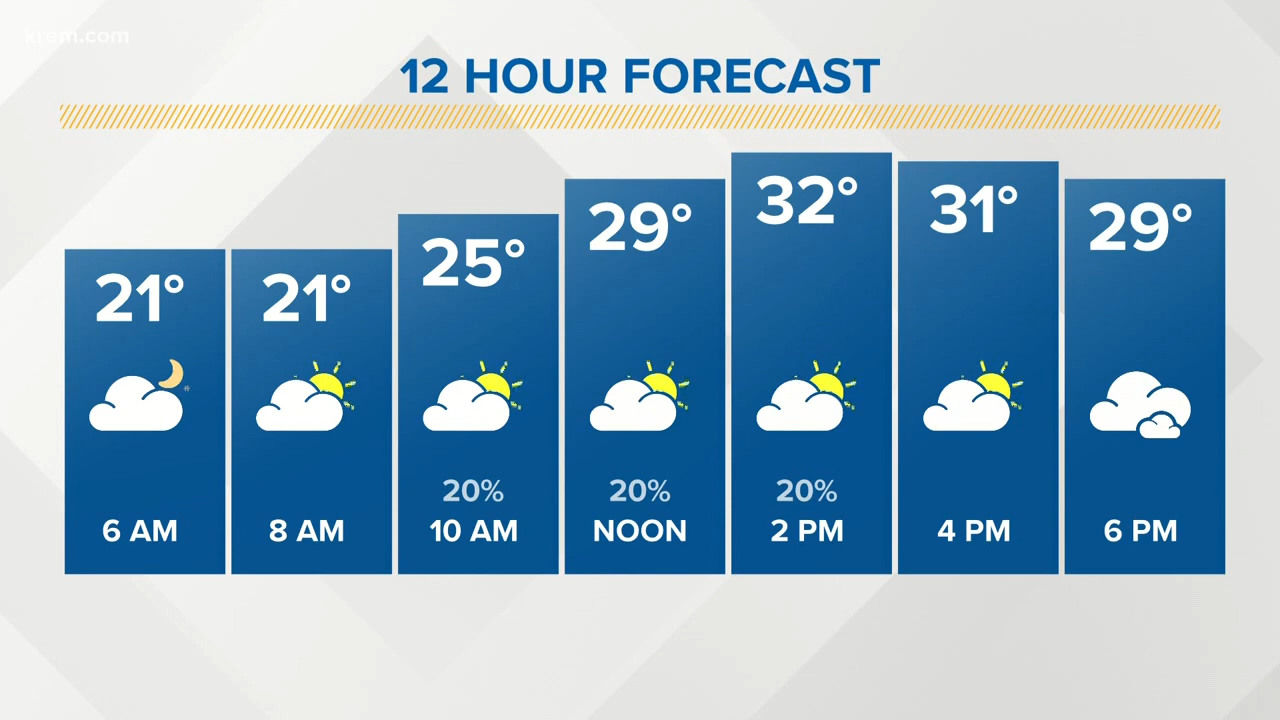 krem.com
12 HOUR FORECAST
21° 21° 25° 29° 32° 31° 29°
20% 20% 20%
6 AM 8 AM 10 AM NOON 2 PM 4 PM 6 PM